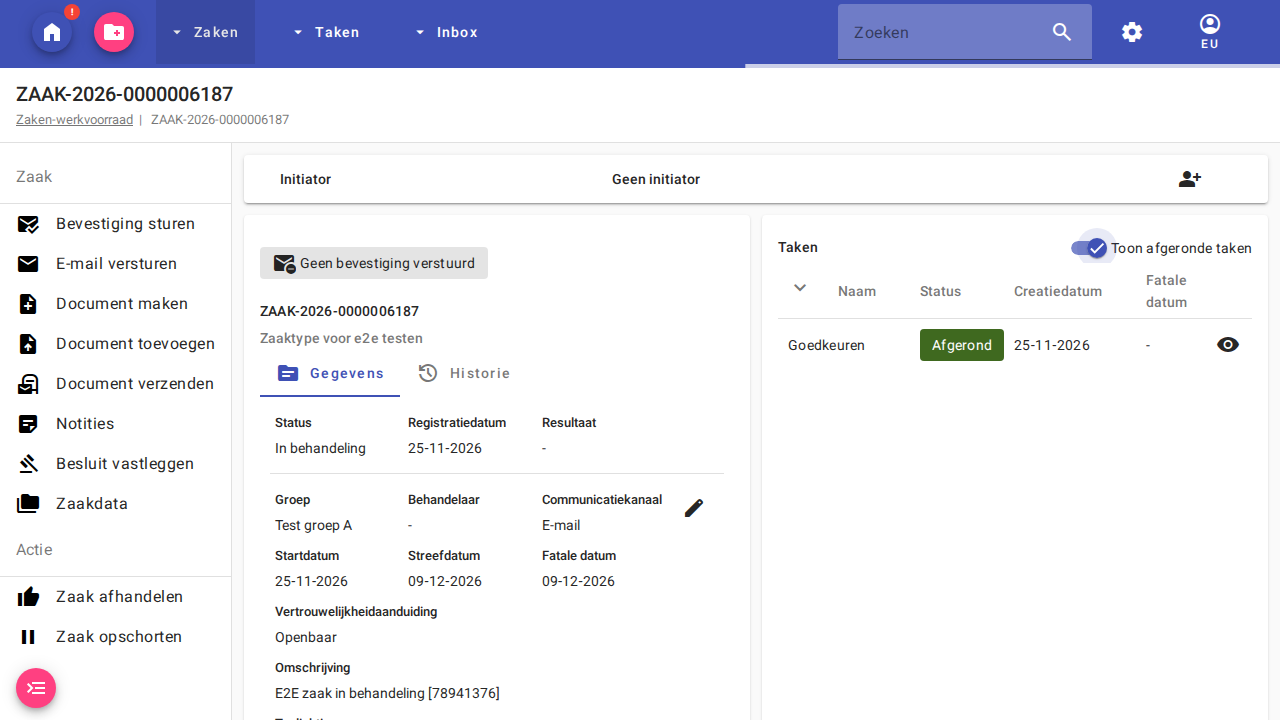 !
Zaken
Taken
Inbox
Zoeken
EU
ZAAK-2026-0000006187
Zaken-werkvoorraad | ZAAK-2026-0000006187
Zaak
Bevestiging sturen
E-mail versturen
Document maken
Document toevoegen
Document verzenden
Notities
Besluit vastleggen
Zaakdata
Actie
Zaak afhandelen
Zaak opschorten
Initiator Geen initiator
Geen bevestiging verstuurd
ZAAK-2026-0000006187
Zaaktype voor e2e testen
Gegevens Historie
Status Registratiedatum Resultaat
In behandeling 25-11-2026 -
Groep Behandelaar Communicatiekanaal
Test groep A - E-mail
Startdatum Streefdatum Fatale datum
25-11-2026 09-12-2026 09-12-2026
Vertrouwelijkheidaanduiding
Openbaar
Omschrijving
E2E zaak in behandeling [78941376]
Taken Toon afgeronde taken
Naam Status Creatiedatum Fatale datum
Goedkeuren Afgerond 25-11-2026 -